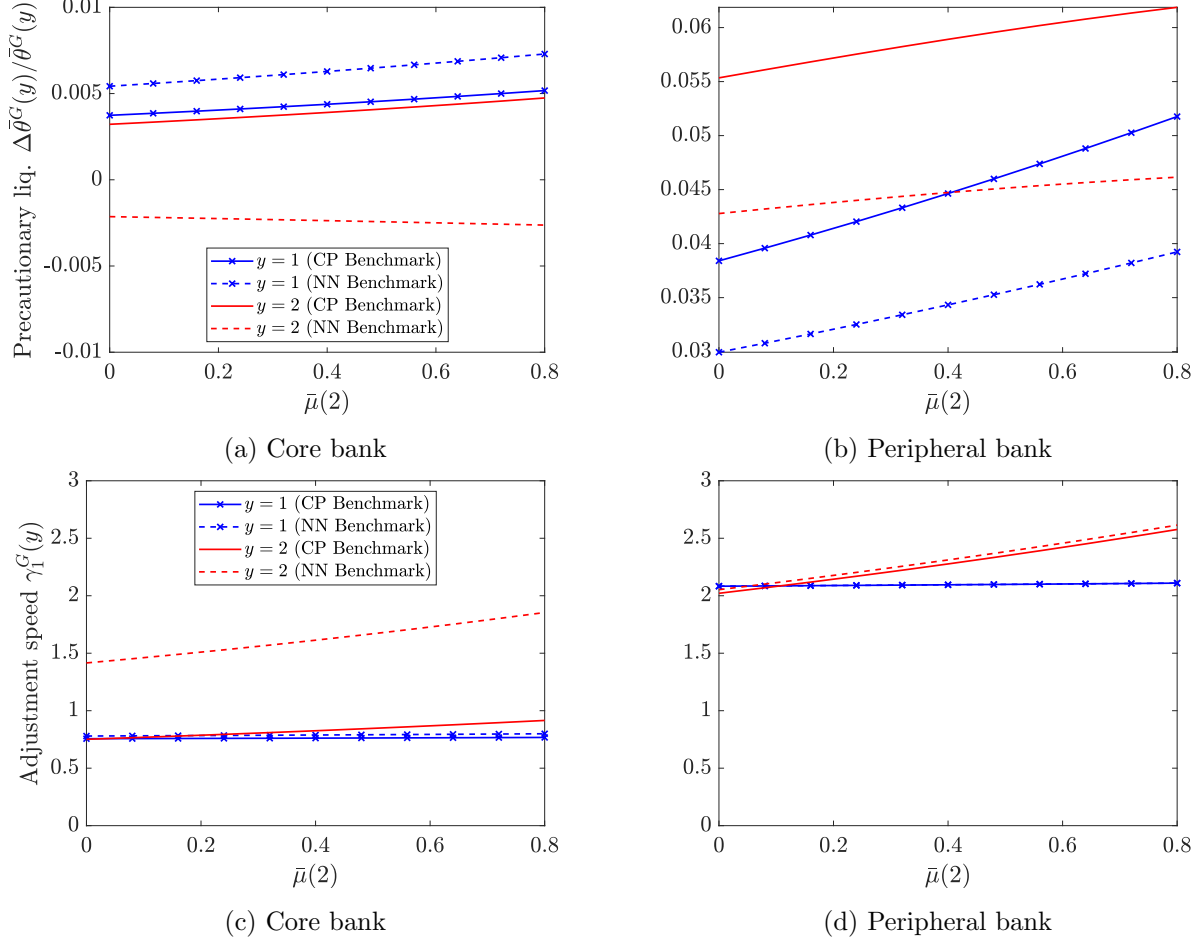 Precautionary liq. Δθ̄ᴳ(y))/θ̄ᴳ(y)
0.01
0.005
0
-0.005
-0.01
y = 1 (CP Benchmark)
y = 1 (NN Benchmark)
y = 2 (CP Benchmark)
y = 2 (NN Benchmark)
0 0.2 0.4 0.6 0.8
μ̄(2)
(a) Core bank
0.06
0.055
0.05
0.045
0.04
0.035
0.03
0 0.2 0.4 0.6 0.8
μ̄(2)
(b) Peripheral bank
Adjustment speed γ₁ᴳ(y)
3
2.5
2
1.5
1
0.5
0
y = 1 (CP Benchmark)
y = 1 (NN Benchmark)
y = 2 (CP Benchmark)
y = 2 (NN Benchmark)
0 0.2 0.4 0.6 0.8
μ̄(2)
(c) Core bank
3
2.5
2
1.5
1
0.5
0
0 0.2 0.4 0.6 0.8
μ̄(2)
(d) Peripheral bank